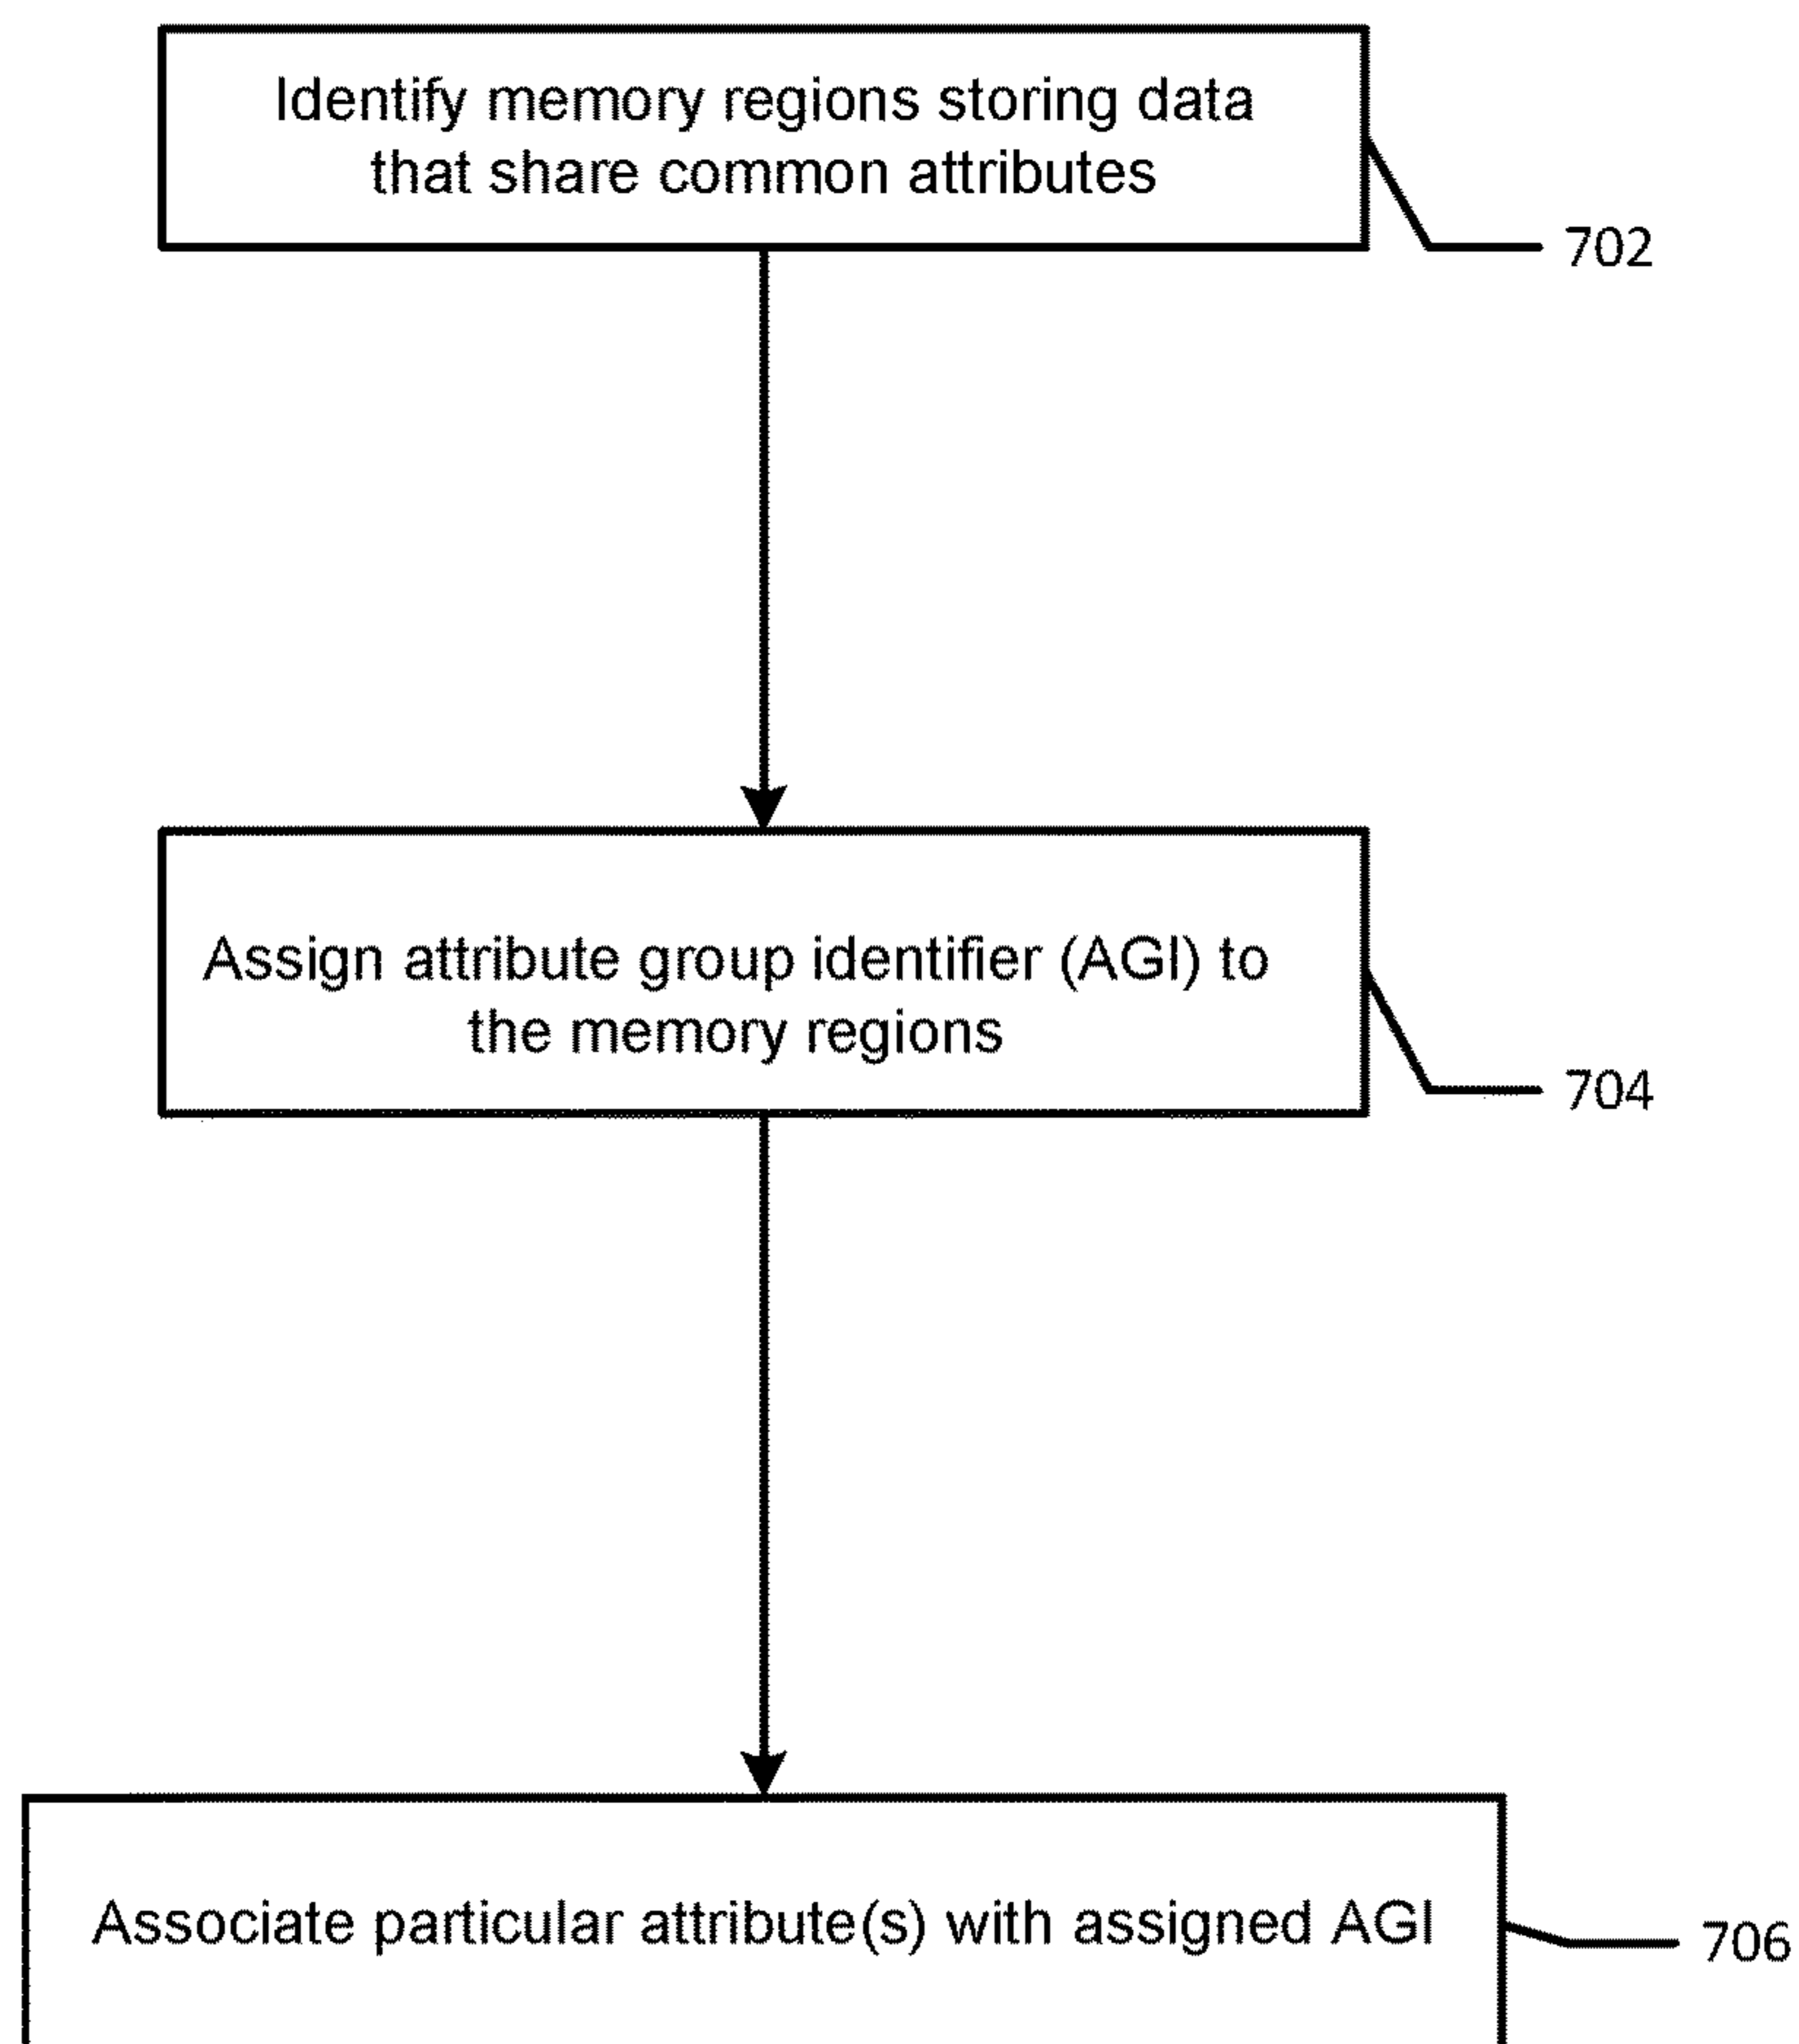 Identify memory regions storing data
that share common attributes
702
Assign attribute group identifier (AGI) to
the memory regions
704
Associate particular attribute(s) with assigned AGI
706